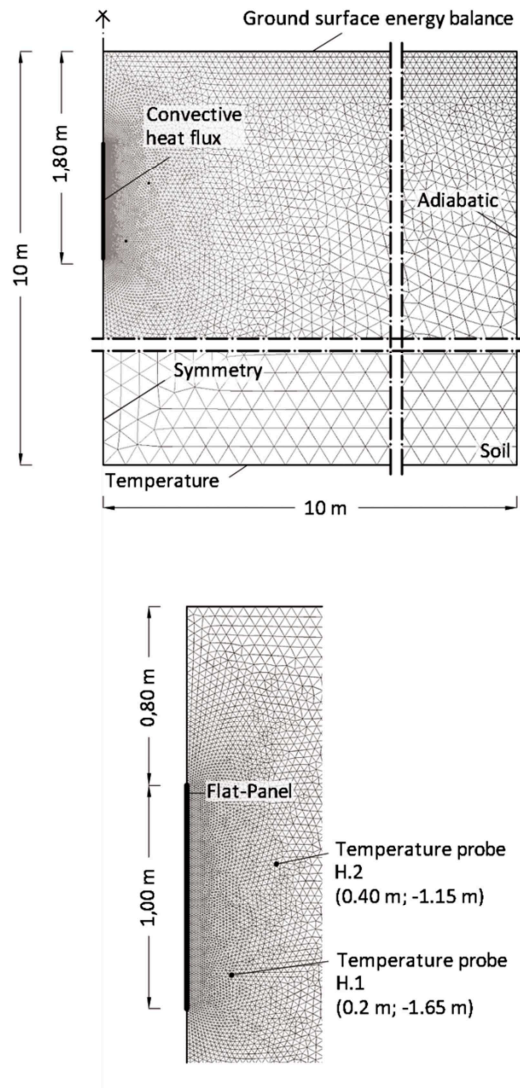 Ground surface energy balance
Convective
heat flux
1,80 m
Adiabatic
10 m
Symmetry
Soil
Temperature
10 m
0,80 m
Flat-Panel
1,00 m
Temperature probe
H.2
(0.40 m; -1.15 m)
Temperature probe
H.1
(0.2 m; -1.65 m)